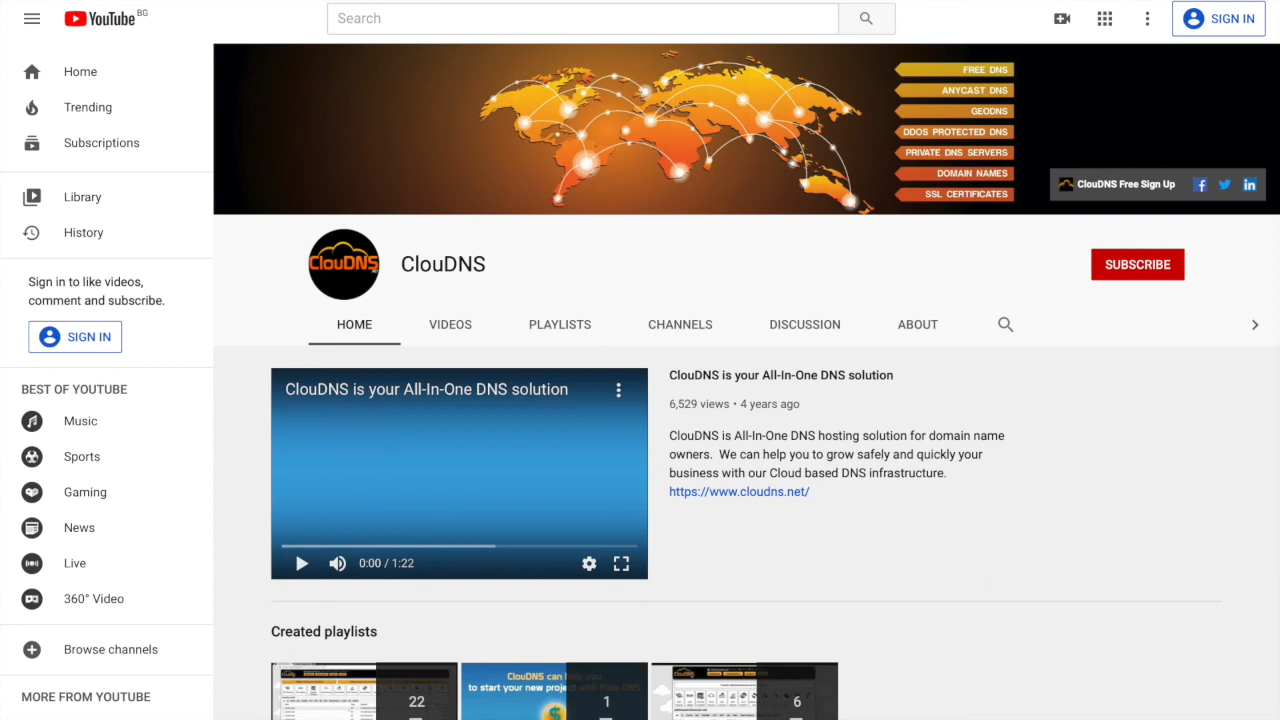 YouTube BG
Search
SIGN IN
Home
Trending
Subscriptions
Library
History
Sign in to like videos,
comment and subscribe.
SIGN IN
BEST OF YOUTUBE
Music
Sports
Gaming
News
Live
360° Video
Browse channels
MORE FROM YOUTUBE
FREE DNS
ANYCAST DNS
GEODNS
DDOS PROTECTED DNS
PRIVATE DNS SERVERS
DOMAIN NAMES
SSL CERTIFICATES
ClouDNS Free Sign Up
ClouDNS
ClouDNS
SUBSCRIBE
HOME VIDEOS PLAYLISTS CHANNELS DISCUSSION ABOUT
ClouDNS is your All-In-One DNS solution
0:00 / 1:22
ClouDNS is your All-In-One DNS solution
6,529 views • 4 years ago
ClouDNS is All-In-One DNS hosting solution for domain name
owners. We can help you to grow safely and quickly your
business with our Cloud based DNS infrastructure.
https://www.cloudns.net/
Created playlists
22
ClouDNS can help you
to start your new project with Free DNS
1
6